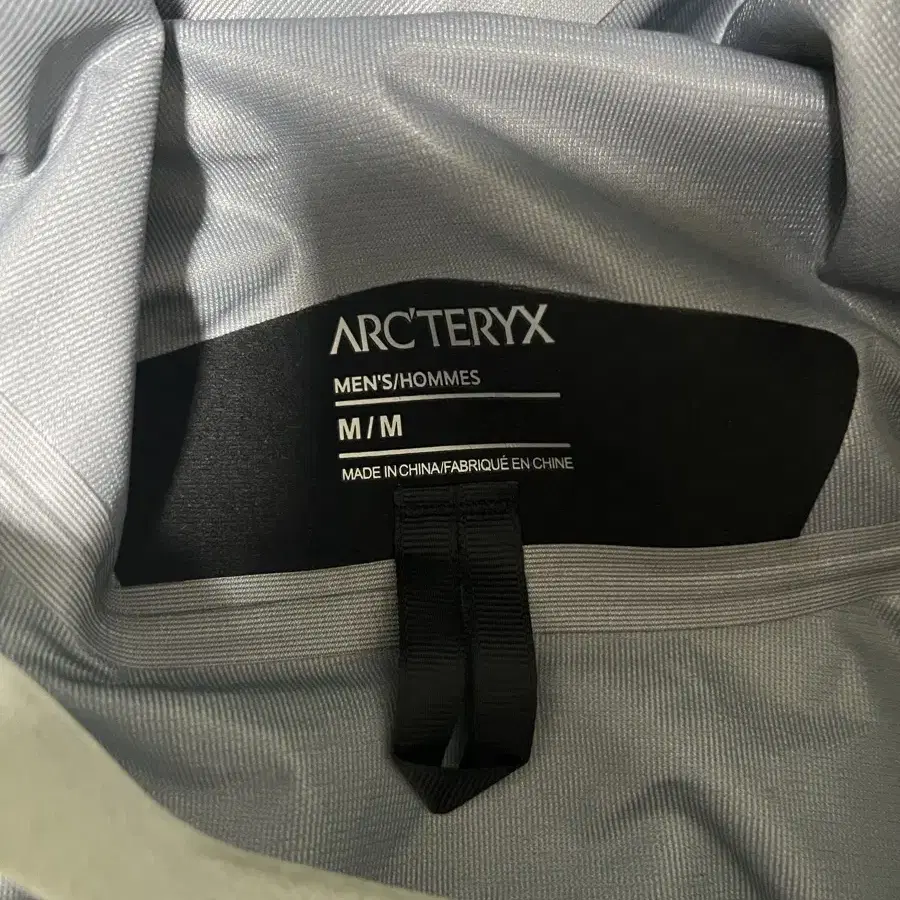 ARC'TERYX
MEN'S/HOMMES
M/M
MADE IN CHINA/FABRIQUÉ EN CHINE